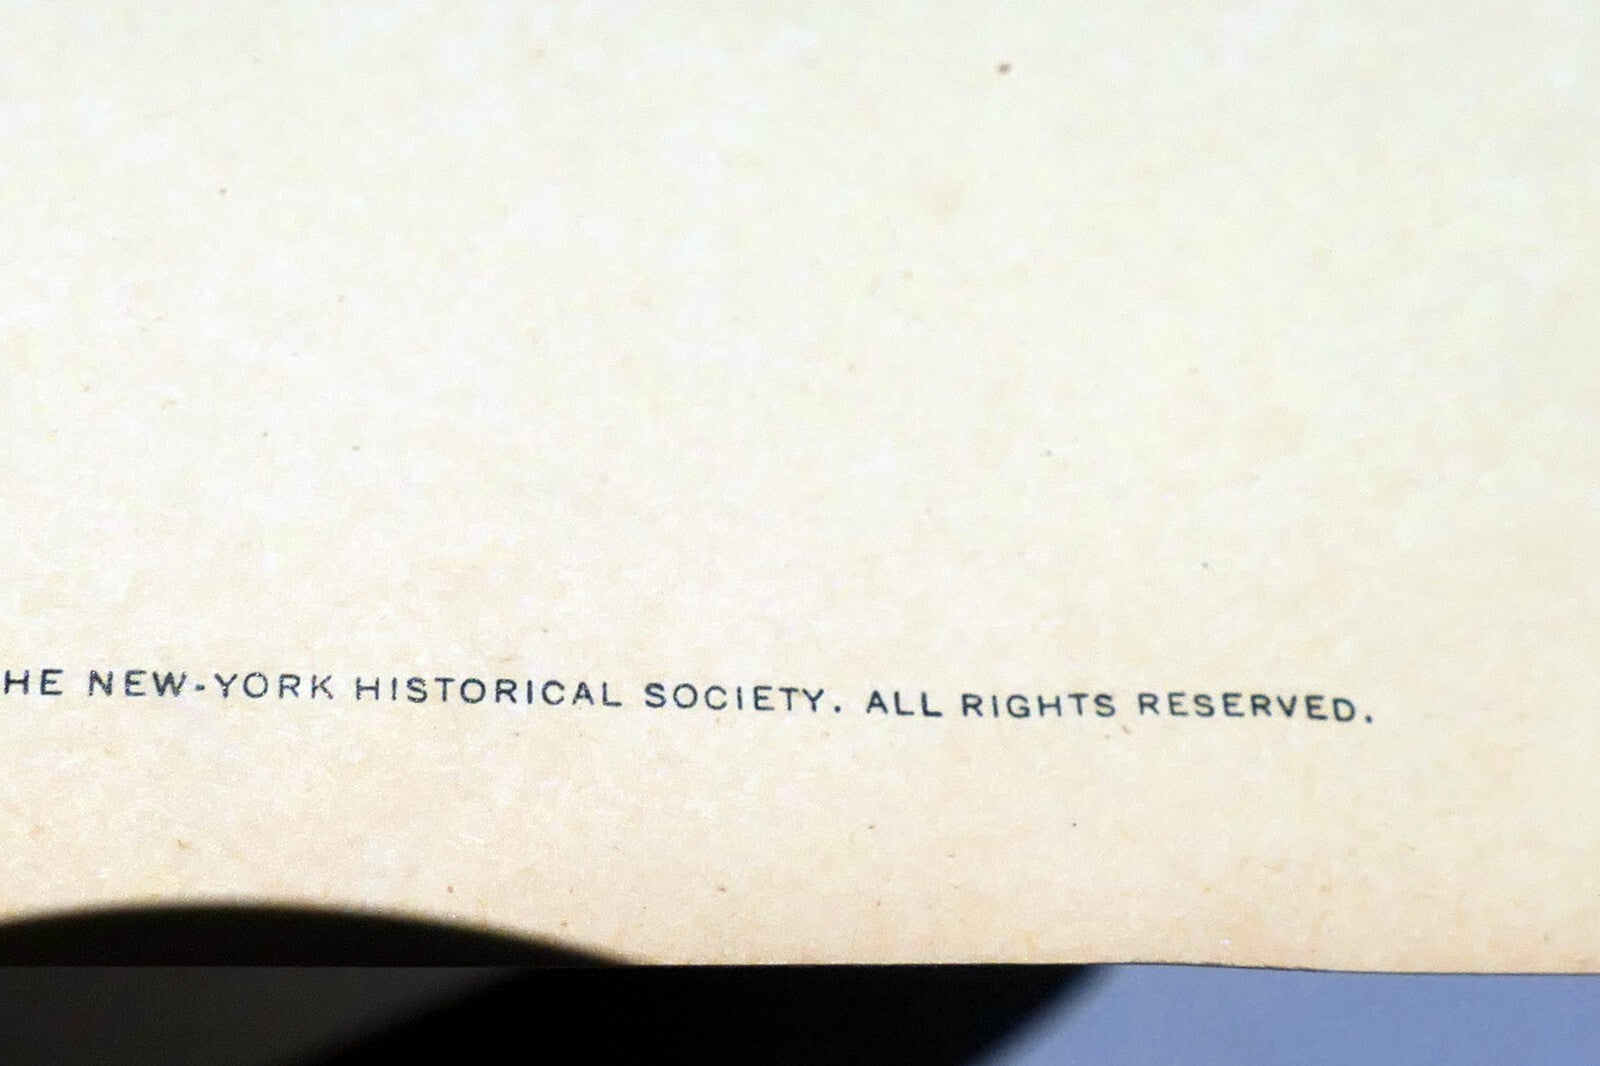 HE NEW-YORK HISTORICAL SOCIETY. ALL RIGHTS RESERVED.